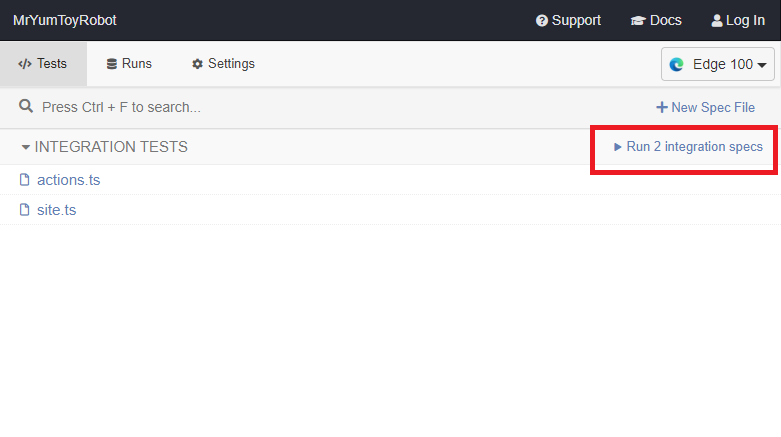 MrYumToyRobot Support Docs Log In
Tests Runs Settings Edge 100
Press Ctrl + F to search... New Spec File
INTEGRATION TESTS Run 2 integration specs
actions.ts
site.ts